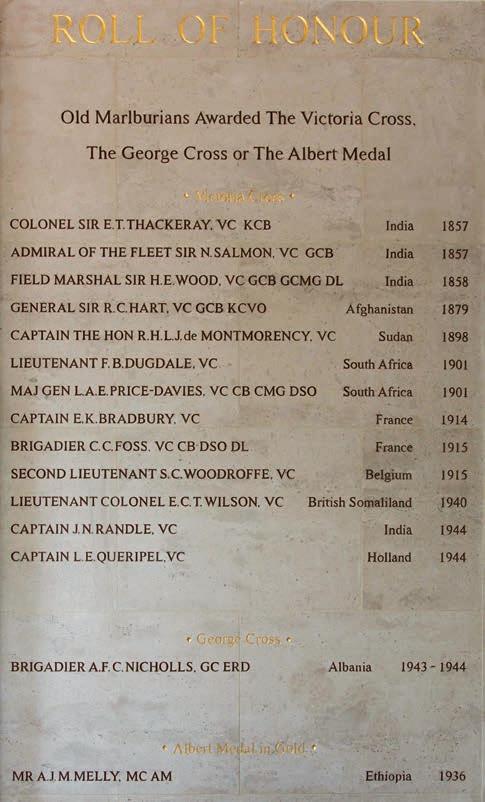 ROLL OF HONOUR
Old Marlburians Awarded The Victoria Cross,
The George Cross or The Albert Medal
• Victoria Cross •
COLONEL SIR E.T.THACKERAY, VC KCB India 1857
ADMIRAL OF THE FLEET SIR N.SALMON, VC GCB India 1857
FIELD MARSHAL SIR H.E.WOOD, VC GCB GCMG DL India 1858
GENERAL SIR R.C.HART, VC GCB KCVO Afghanistan 1879
CAPTAIN THE HON R.H.L.J.de MONTMORENCY, VC Sudan 1898
LIEUTENANT F.B.DUGDALE, VC South Africa 1901
MAJ GEN L.A.E.PRICE-DAVIES, VC CB CMG DSO South Africa 1901
CAPTAIN E.K.BRADBURY, VC France 1914
BRIGADIER C.C.FOSS, VC CB DSO DL France 1915
SECOND LIEUTENANT S.C.WOODROFFE, VC Belgium 1915
LIEUTENANT COLONEL E.C.T.WILSON, VC British Somaliland 1940
CAPTAIN J.N.RANDLE, VC India 1944
CAPTAIN L.E.QUERIPEL,VC Holland 1944
• George Cross •
BRIGADIER A.F.C.NICHOLLS, GC ERD Albania 1943 - 1944
• Albert Medal in Gold •
MR A.J.M.MELLY, MC AM Ethiopia 1936